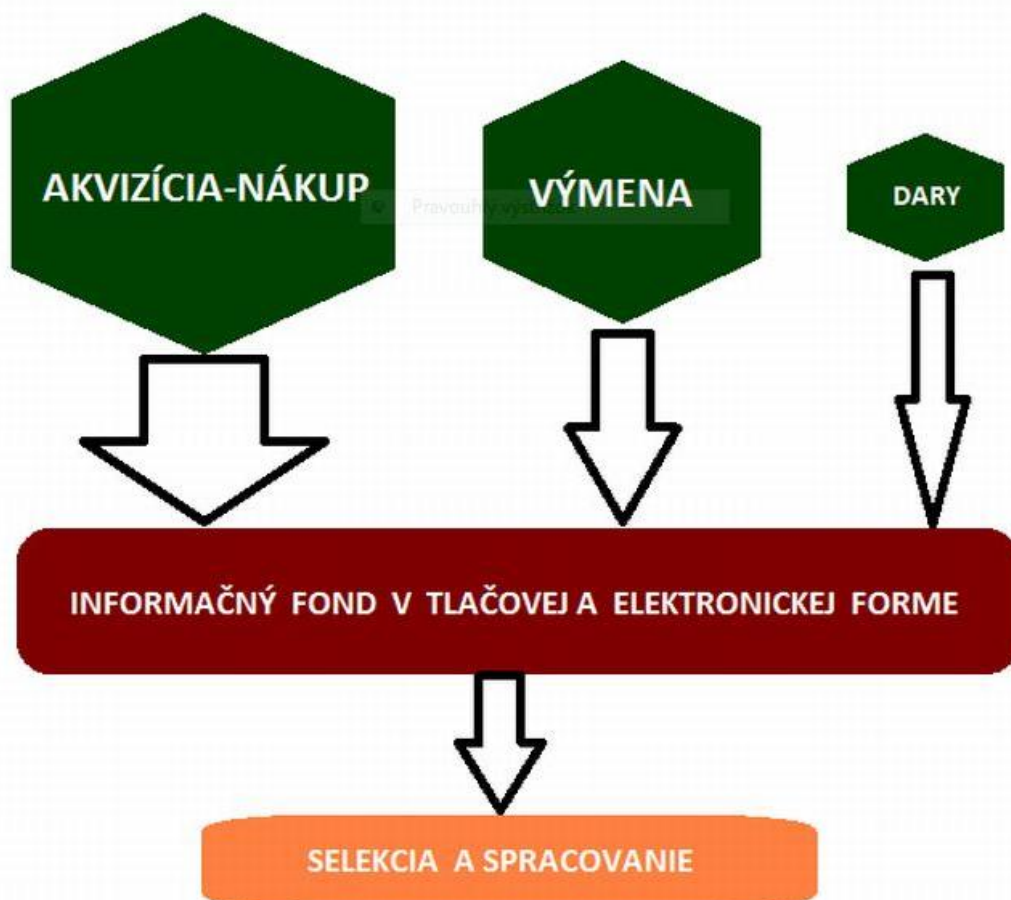 AKVIZÍCIA-NÁKUP
VÝMENA
DARY
INFORMAČNÝ FOND V TLAČOVEJ A ELEKTRONICKEJ FORME
SELEKCIA A SPRACOVANIE